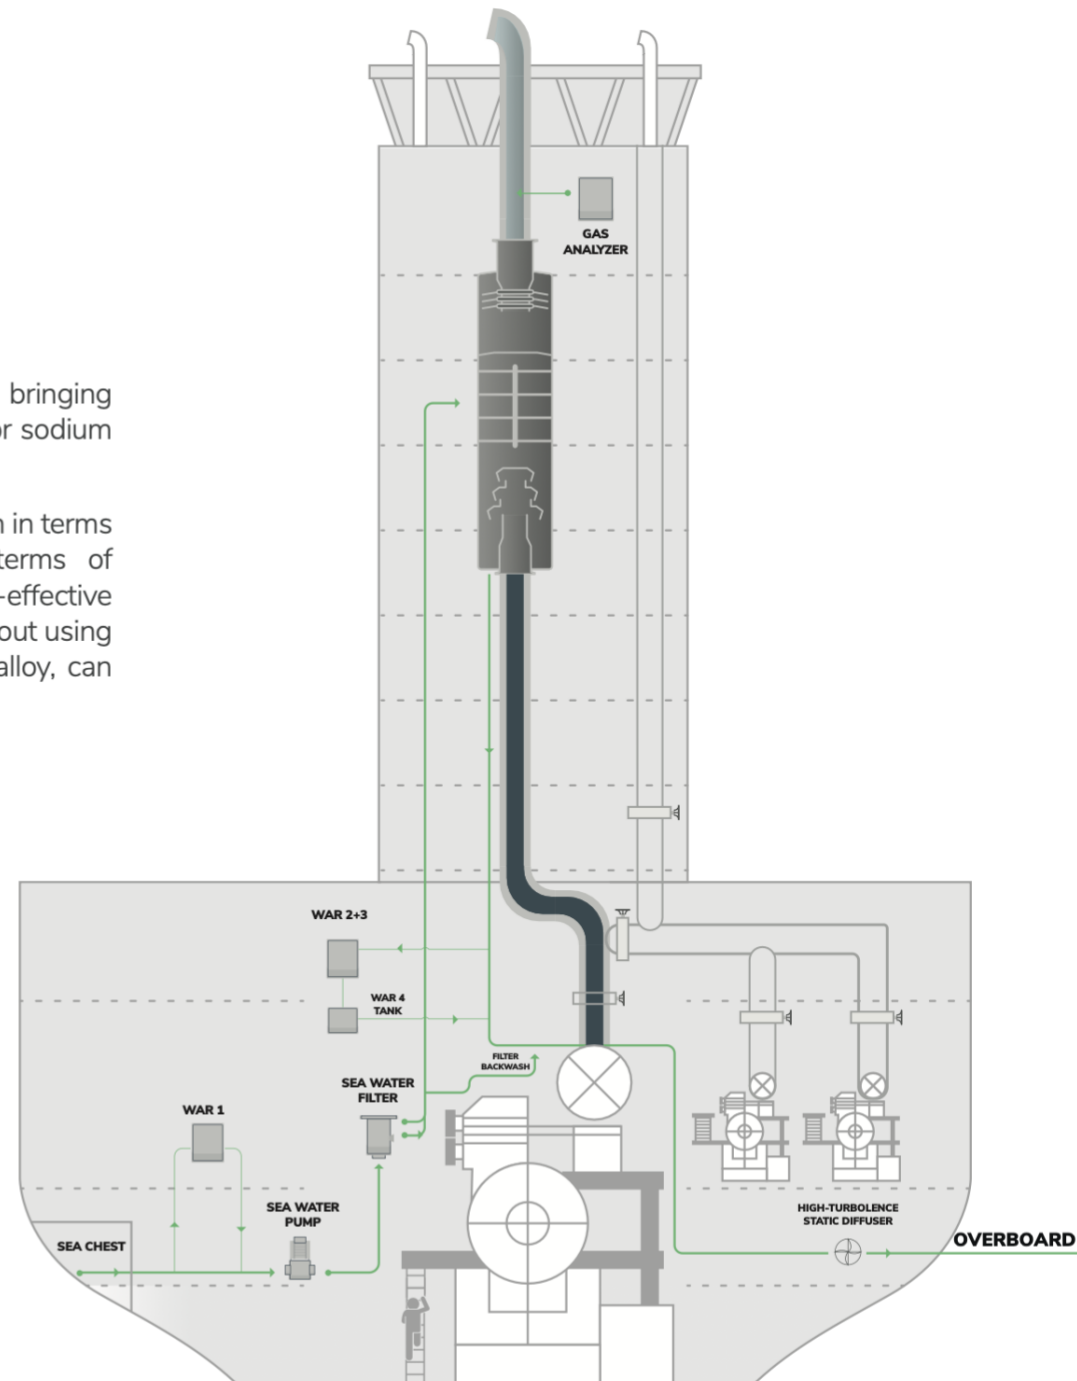 GAS
ANALYZER
bringing
or sodium
in terms
terms of
-effective
out using
alloy, can
WAR 2+3
WAR 4
TANK
FILTER
BACKWASH
SEA WATER
FILTER
WAR 1
SEA WATER
PUMP
HIGH-TURBOLENCE
STATIC DIFFUSER
SEA CHEST
OVERBOARD